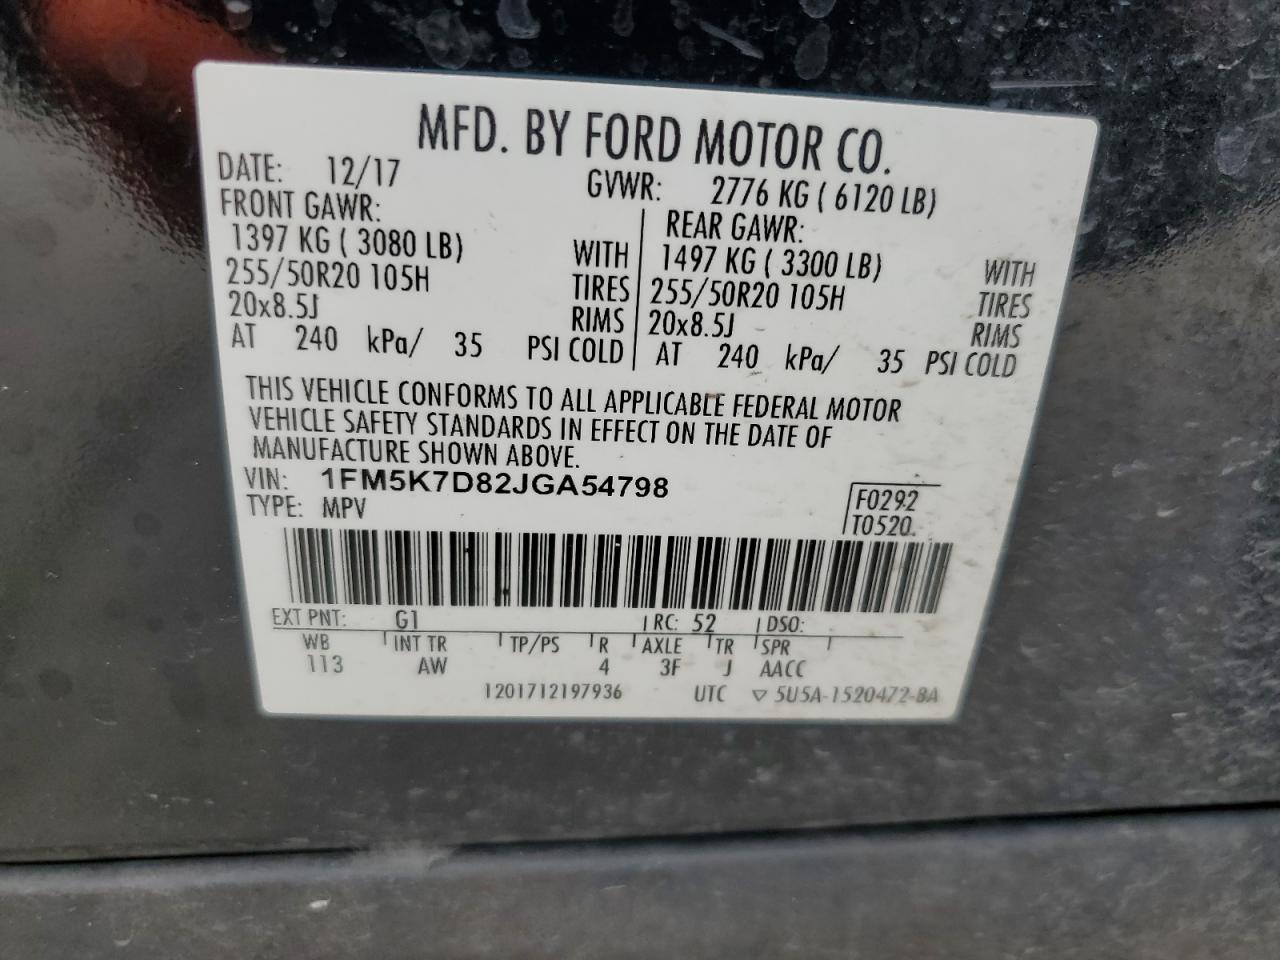 MFD. BY FORD MOTOR CO.
DATE: 12/17 GVWR: 2776 KG ( 6120 LB)
FRONT GAWR: REAR GAWR:
1397 KG ( 3080 LB) WITH 1497 KG ( 3300 LB) WITH
255/50R20 105H TIRES 255/50R20 105H TIRES
20x8.5J RIMS 20x8.5J RIMS
AT 240 kPa/ 35 PSI COLD AT 240 kPa/ 35 PSI COLD
THIS VEHICLE CONFORMS TO ALL APPLICABLE FEDERAL MOTOR
VEHICLE SAFETY STANDARDS IN EFFECT ON THE DATE OF
MANUFACTURE SHOWN ABOVE.
VIN: 1FM5K7D82JGA54798
TYPE: MPV F0292
T0520
EXT PNT: G1 RC: 52 DSO:
WB INT TR TP/PS R AXLE TR SPR
113 AW 4 3F J AACC
1201712197936 UTC ▽ 5U5A-1520472-BA